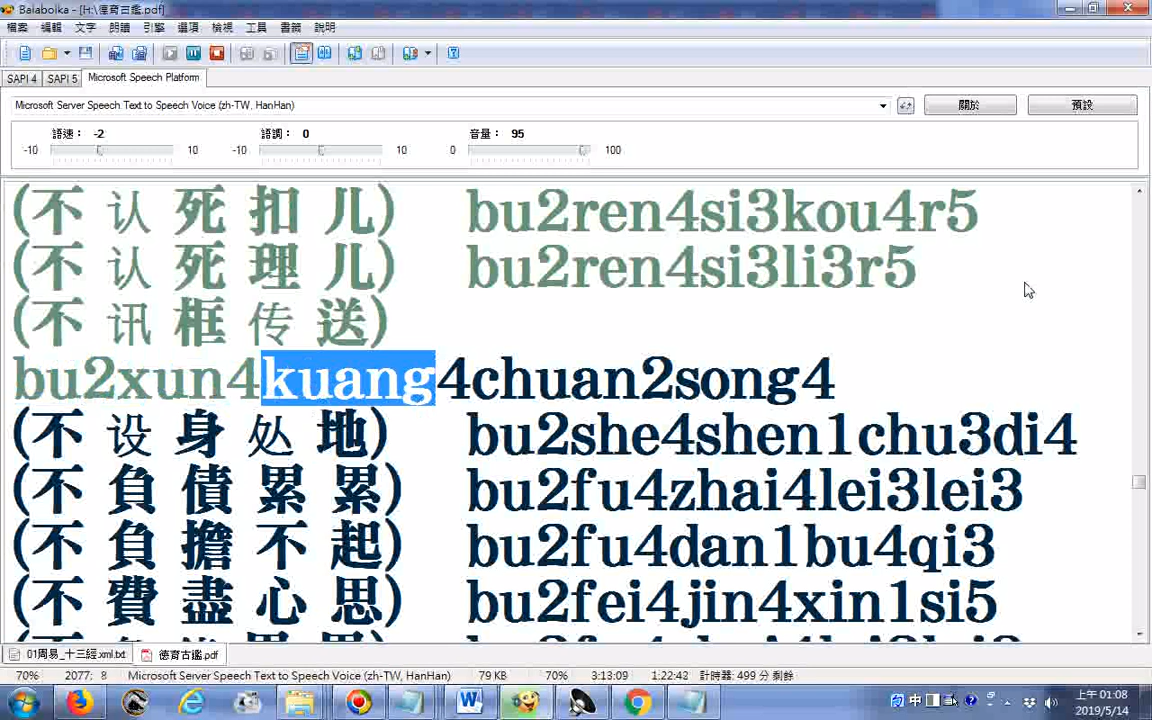 Balabolka - [H:\德育古鑑.pdf]
檔案 編輯 文字 朗讀 引擎 選項 檢視 工具 書籤 說明
SAPI 4 SAPI 5 Microsoft Speech Platform
Microsoft Server Speech Text to Speech Voice (zh-TW, HanHan) 關於 預設
語速： -2 語調： 0 音量： 95
-10 10 -10 10 0 100
(不认死扣儿) bu2ren4si3kou4r5
(不认死理儿) bu2ren4si3li3r5
(不讯框传送)
bu2xun4kuang4chuan2song4
(不设身处地) bu2she4shen1chu3di4
(不負債累累) bu2fu4zhai4lei3lei3
(不負擔不起) bu2fu4dan1bu4qi3
(不費盡心思) bu2fei4jin4xin1si5
01周易_十三經.xml.txt 德育古鑑.pdf
70% 2077: 8 Microsoft Server Speech Text to Speech Voice (zh-TW, HanHan) 79 KB 70% 3:13:09 1:22:42 計時器: 499 分 剩餘
中 上午 01:08
2019/5/14